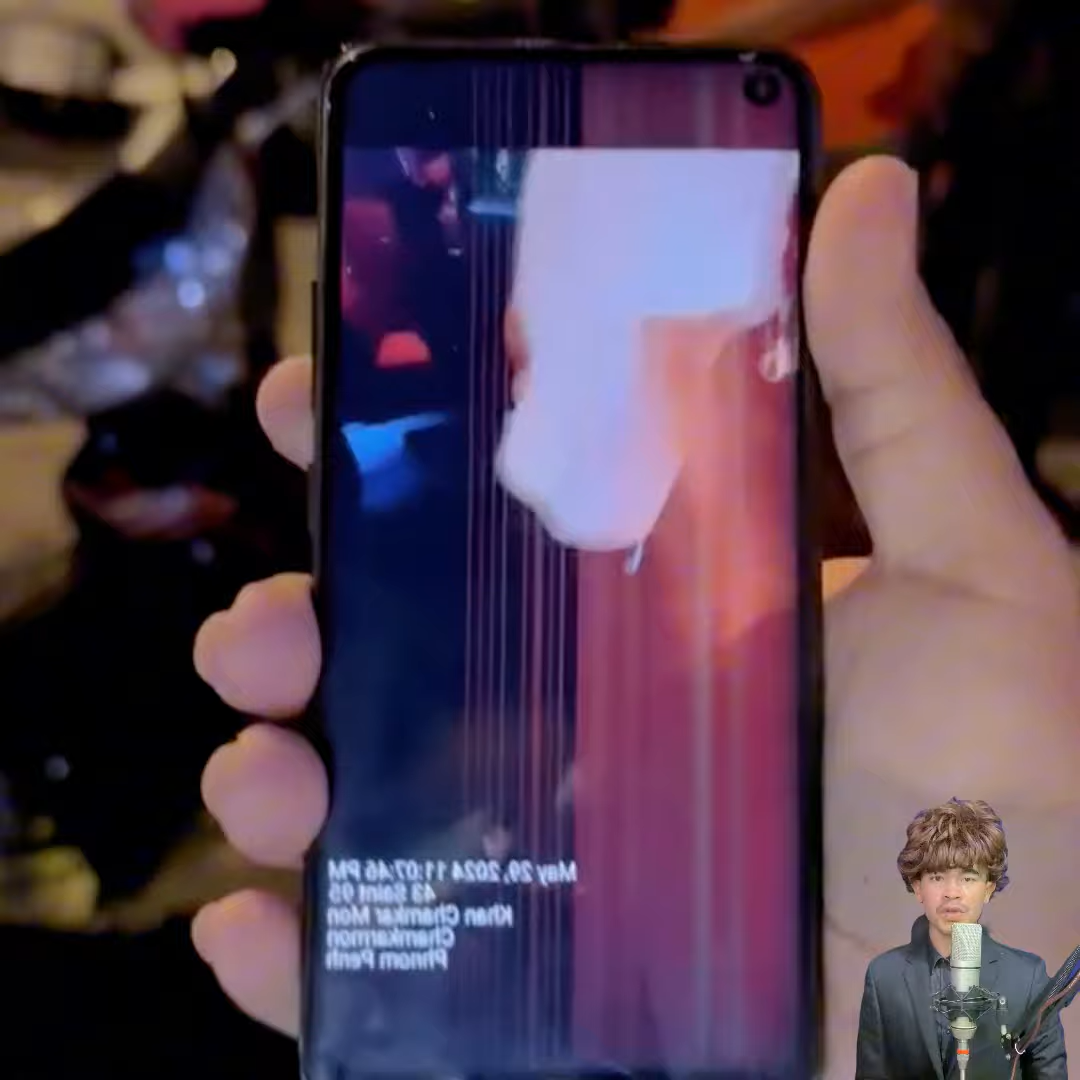 May 29, 2024 11:07:46 PM
43 Saint 95
Khan Chamkar Mon
Chamkarmon
Phnom Penh